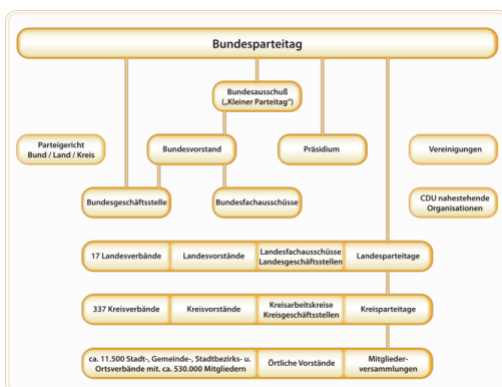 Bundesparteitag
Bundesausschuß
(„Kleiner Parteitag“)
Parteigericht
Bund / Land / Kreis
Bundesvorstand
Präsidium
Vereinigungen
Bundesgeschäftsstelle
Bundesfachausschüsse
CDU nahestehende
Organisationen
17 Landesverbände
Landesvorstände
Landesfachausschüsse
Landesgeschäftsstellen
Landesparteitage
337 Kreisverbände
Kreisvorstände
Kreisarbeitskreise
Kreisgeschäftsstellen
Kreisparteitage
ca. 11.500 Stadt-, Gemeinde-, Stadtbezirks- u.
Ortsverbände mit. ca. 530.000 Mitgliedern
Örtliche Vorstände
Mitglieder-
versammlungen